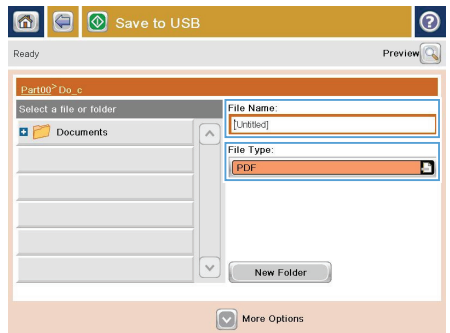 Save to USB
?
Ready
Preview
Part00> Do_c
Select a file or folder
Documents
File Name:
[Untitled]
File Type:
PDF
New Folder
More Options